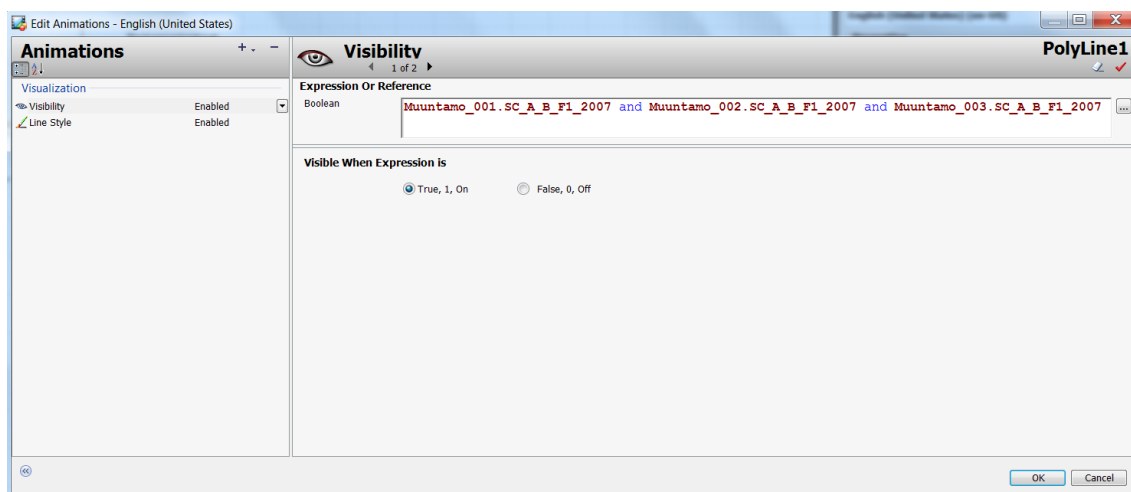 Edit Animations - English (United States)
Animations
Visibility
1 of 2
PolyLine1
Visualization
Visibility Enabled
Line Style Enabled
Expression Or Reference
Boolean
Muuntamo_001.SC_A_B_F1_2007 and Muuntamo_002.SC_A_B_F1_2007 and Muuntamo_003.SC_A_B_F1_2007
...
Visible When Expression is
True, 1, On
False, 0, Off
OK
Cancel